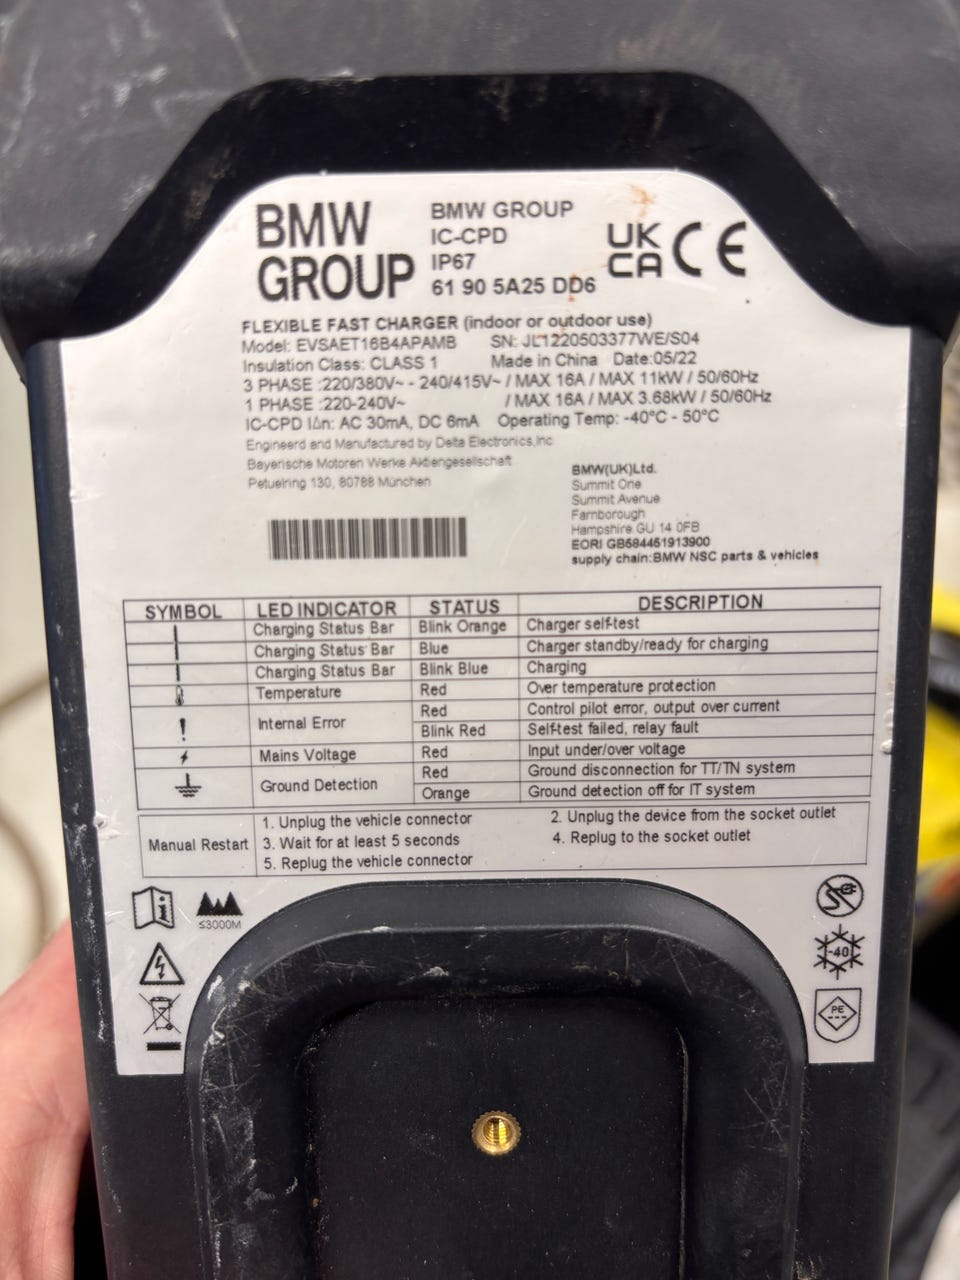 BMW GROUP
BMW GROUP
IC-CPD
IP67
61 90 5A25 DD6
UK CA CE
FLEXIBLE FAST CHARGER (indoor or outdoor use)
Model: EVSAET16B4APAMB SN: JL1220503377WE/S04
Insulation Class: CLASS 1 Made in China Date:05/22
3 PHASE :220/380V~ - 240/415V~ / MAX 16A / MAX 11kW / 50/60Hz
1 PHASE :220-240V~ / MAX 16A / MAX 3.68kW / 50/60Hz
IC-CPD I∆n: AC 30mA, DC 6mA Operating Temp: -40°C - 50°C
Engineerd and Manufactured by Delta Electronics,Inc
Bayerische Motoren Werke Aktiengesellschaft
Petuelring 130, 80788 München
BMW(UK)Ltd.
Summit One
Summit Avenue
Farnborough
Hampshire GU 14 0FB
EORI GB684461913900
supply chain:BMW NSC parts & vehicles
SYMBOL LED INDICATOR STATUS DESCRIPTION
Charging Status Bar Blink Orange Charger self-test
Charging Status Bar Blue Charger standby/ready for charging
Charging Status Bar Blink Blue Charging
Temperature Red Over temperature protection
Internal Error Red Control pilot error, output over current
Blink Red Self-test failed, relay fault
Mains Voltage Red Input under/over voltage
Ground Detection Red Ground disconnection for TT/TN system
Orange Ground detection off for IT system
Manual Restart
1. Unplug the vehicle connector 2. Unplug the device from the socket outlet
3. Wait for at least 5 seconds 4. Replug to the socket outlet
5. Replug the vehicle connector
≤3000M
-40
PE